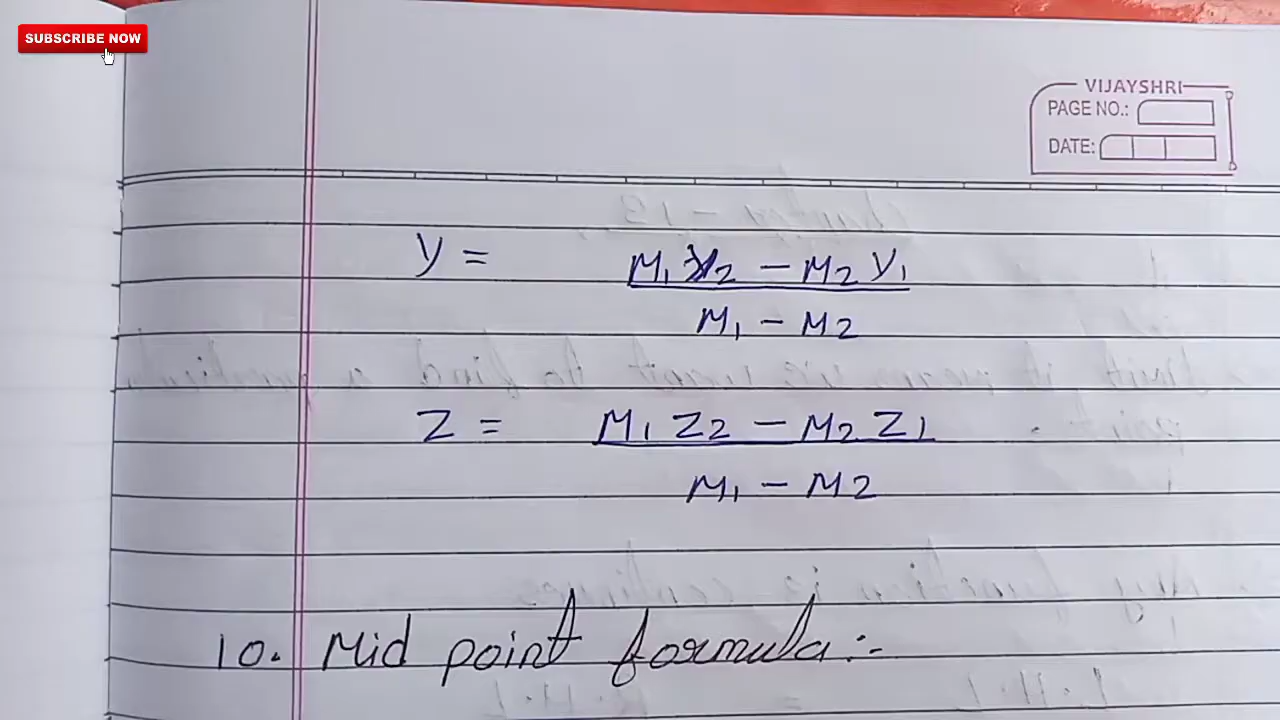 SUBSCRIBE NOW
VIJAYSHRI
PAGE NO.:
DATE:
y = M₁ y₂ - M₂ y₁
M₁ - M₂
Z = M₁ Z₂ - M₂ Z₁
M₁ - M₂
10. Mid point formula :-